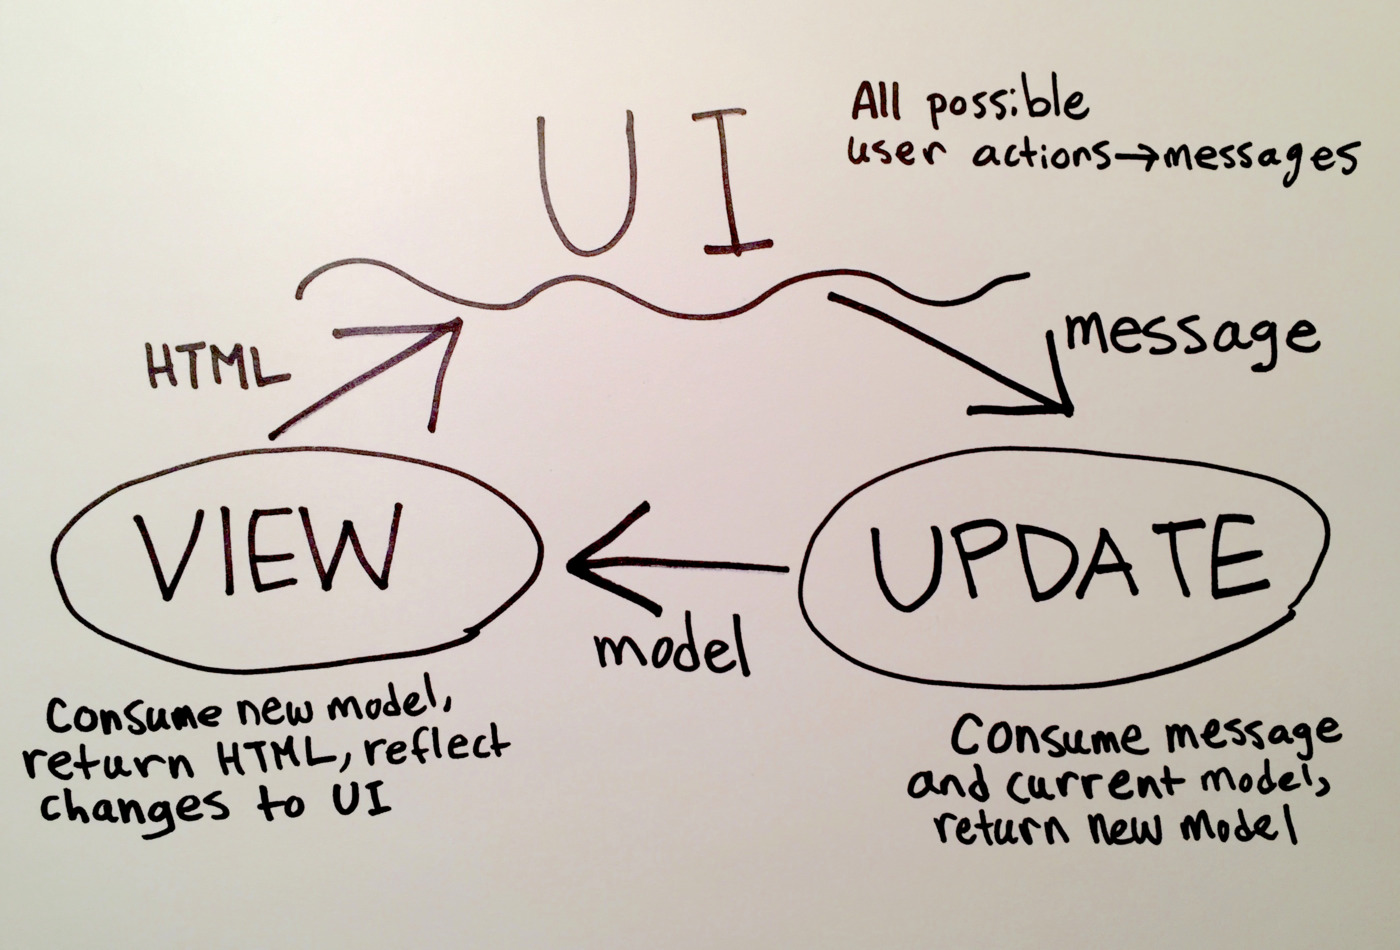 UI
All possible
user actions→messages
HTML
message
VIEW
UPDATE
model
Consume new model,
return HTML, reflect
changes to UI
Consume message
and current model,
return new model